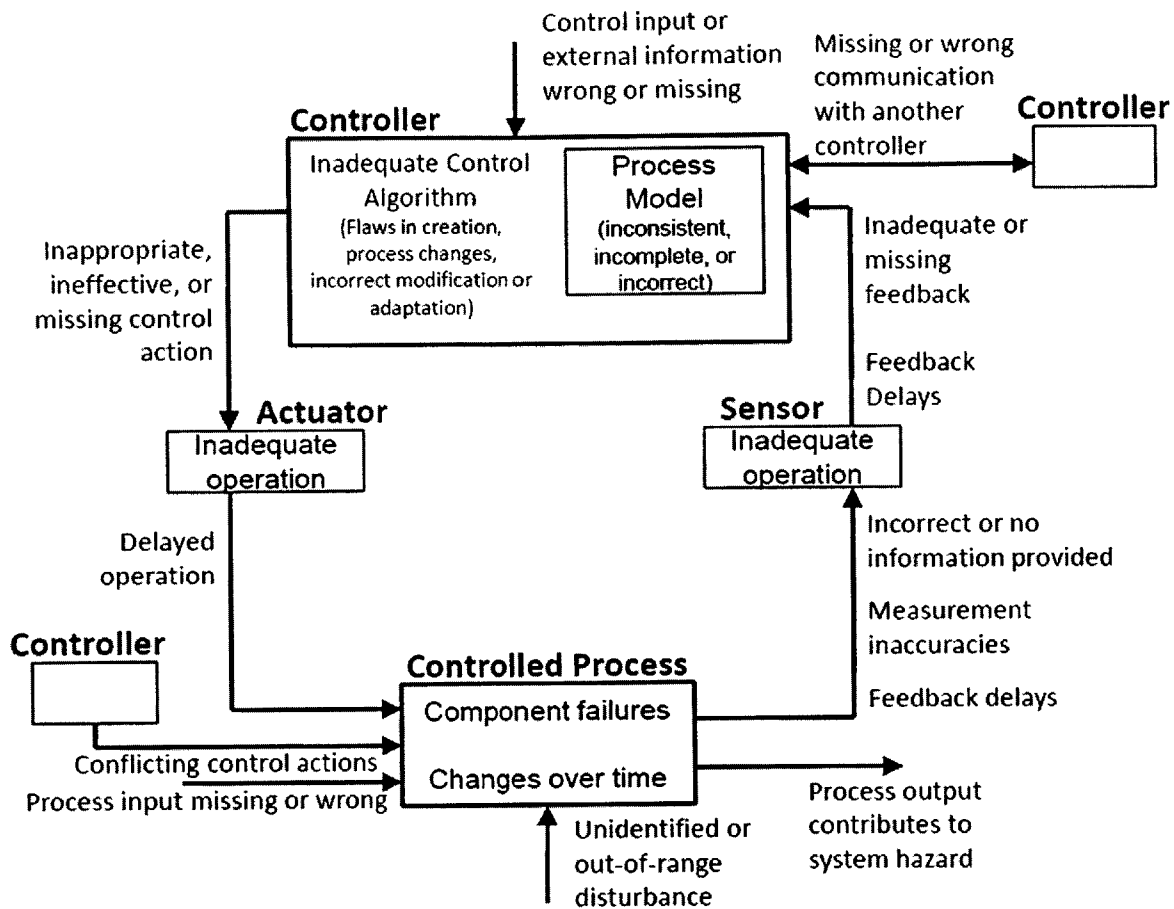 Control input or
external information
wrong or missing
Missing or wrong
communication
with another
controller
Controller
Controller
Inadequate Control
Algorithm
(Flaws in creation,
process changes,
incorrect modification or
adaptation)
Process
Model
(inconsistent,
incomplete, or
incorrect)
Inappropriate,
ineffective, or
missing control
action
Inadequate or
missing
feedback
Feedback
Delays
Actuator
Inadequate
operation
Sensor
Inadequate
operation
Delayed
operation
Incorrect or no
information provided
Measurement
inaccuracies
Feedback delays
Controller
Controlled Process
Component failures
Changes over time
Conflicting control actions
Process input missing or wrong
Unidentified or
out-of-range
disturbance
Process output
contributes to
system hazard